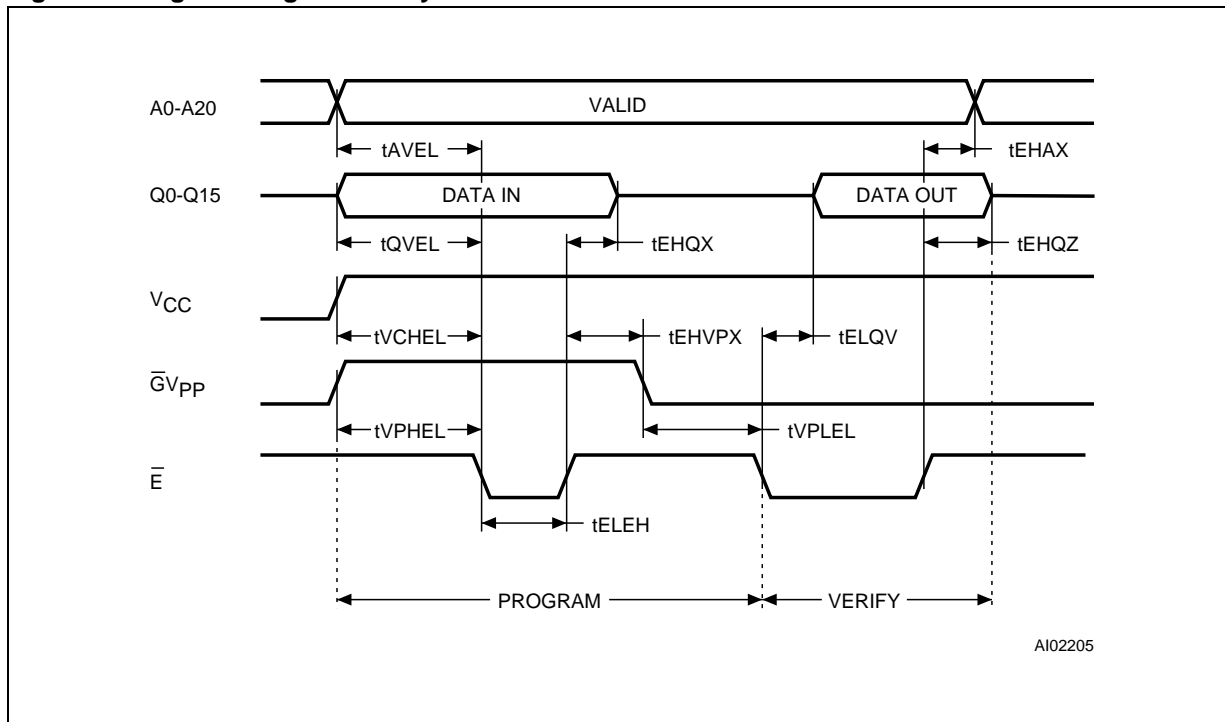 A0-A20
VALID
tAVEL
tEHAX
Q0-Q15
DATA IN
DATA OUT
tQVEL
tEHQX
tEHQZ
VCC
tVCHEL
tEHVPX
tELQV
G̅VPP
tVPHEL
tVPLEL
E̅
tELEH
PROGRAM
VERIFY
AI02205